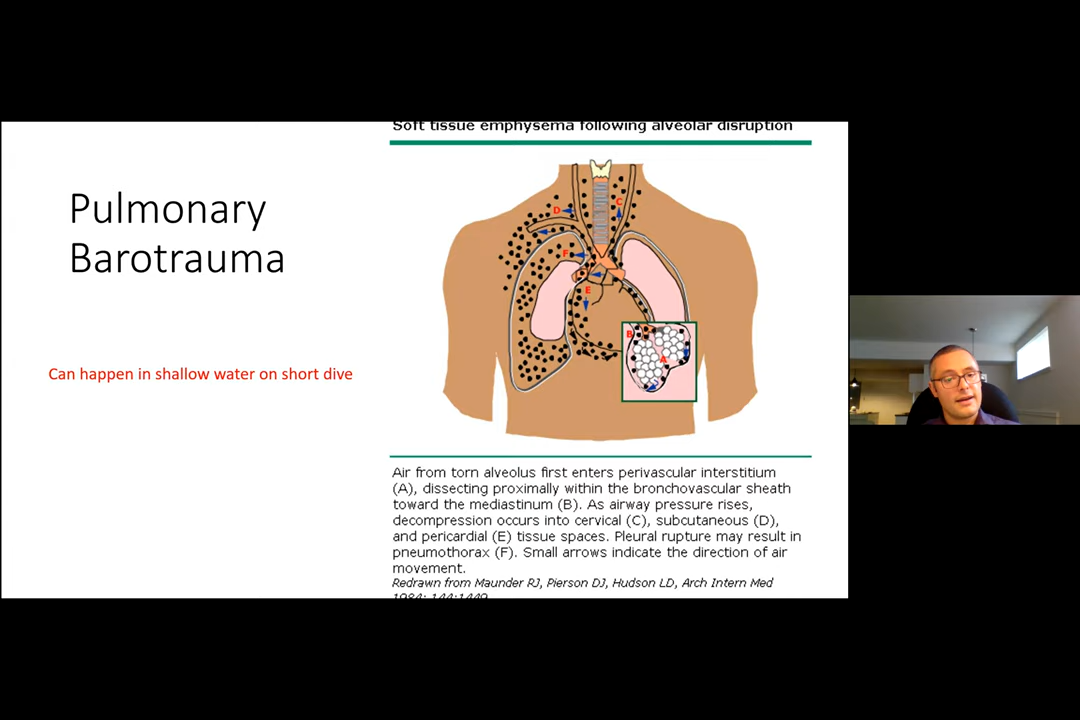 Soft tissue emphysema following alveolar disruption
Pulmonary
Barotrauma
Can happen in shallow water on short dive
D
C
F
E
B
A
Air from torn alveolus first enters perivascular interstitium
(A), dissecting proximally within the bronchovascular sheath
toward the mediastinum (B). As airway pressure rises,
decompression occurs into cervical (C), subcutaneous (D),
and pericardial (E) tissue spaces. Pleural rupture may result in
pneumothorax (F). Small arrows indicate the direction of air
movement.
Redrawn from Maunder RJ, Pierson DJ, Hudson LD, Arch Intern Med
1984; 144:1449